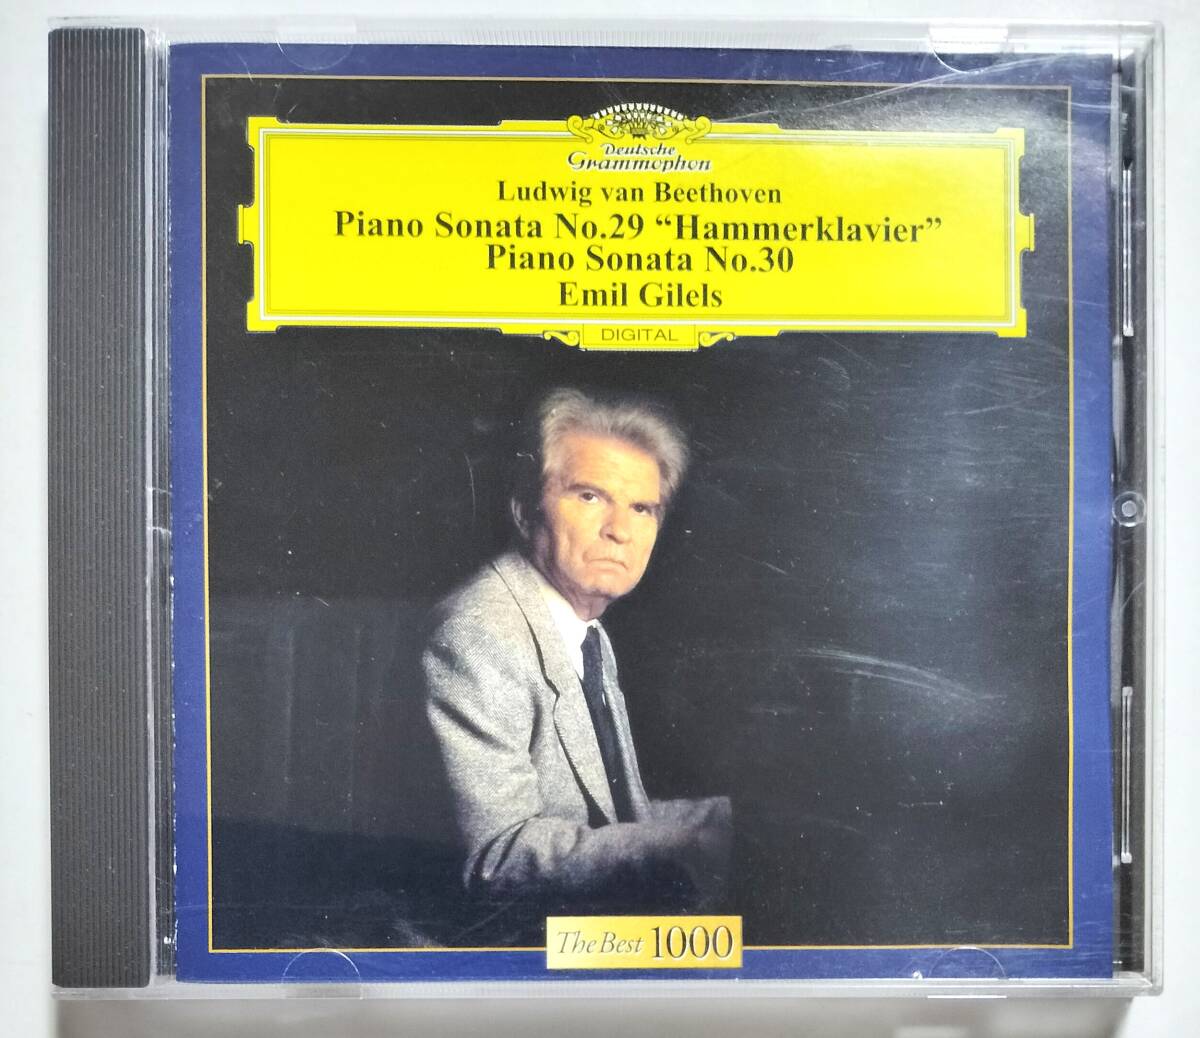 Deutsche
Grammophon
Ludwig van Beethoven
Piano Sonata No.29 “Hammerklavier”
Piano Sonata No.30
Emil Gilels
DIGITAL
The Best 1000